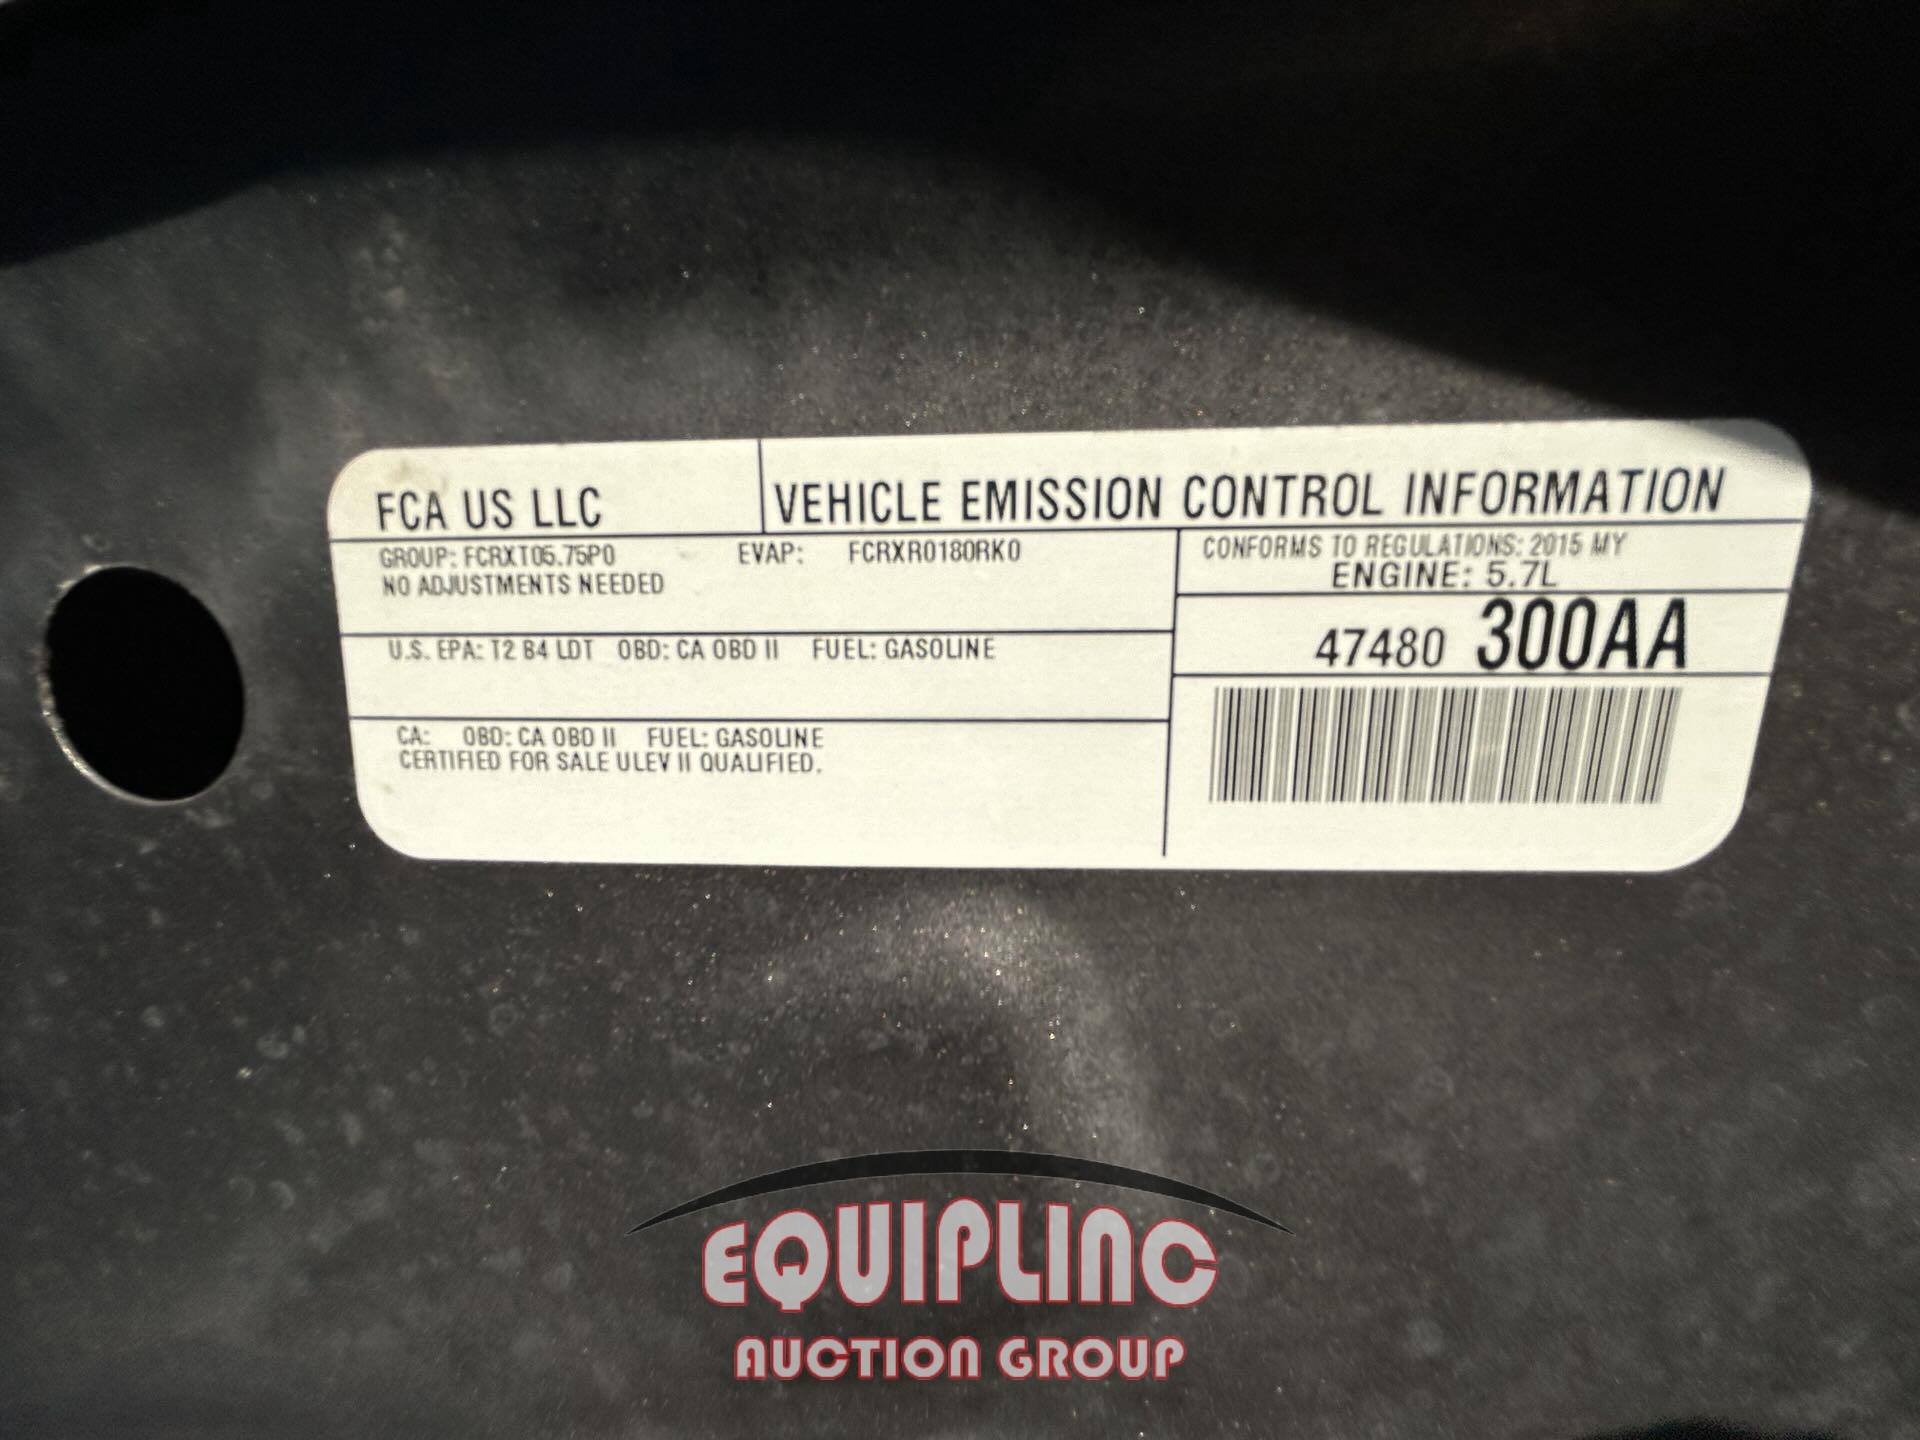 FCA US LLC
VEHICLE EMISSION CONTROL INFORMATION
GROUP: FCRXT05.75P0 EVAP: FCRXR0180RK0
NO ADJUSTMENTS NEEDED
CONFORMS TO REGULATIONS: 2015 MY
ENGINE: 5.7L
47480 300AA
U.S. EPA: T2 B4 LDT OBD: CA OBD II FUEL: GASOLINE
CA: OBD: CA OBD II FUEL: GASOLINE
CERTIFIED FOR SALE ULEV II QUALIFIED.
EQUIPLINC
AUCTION GROUP